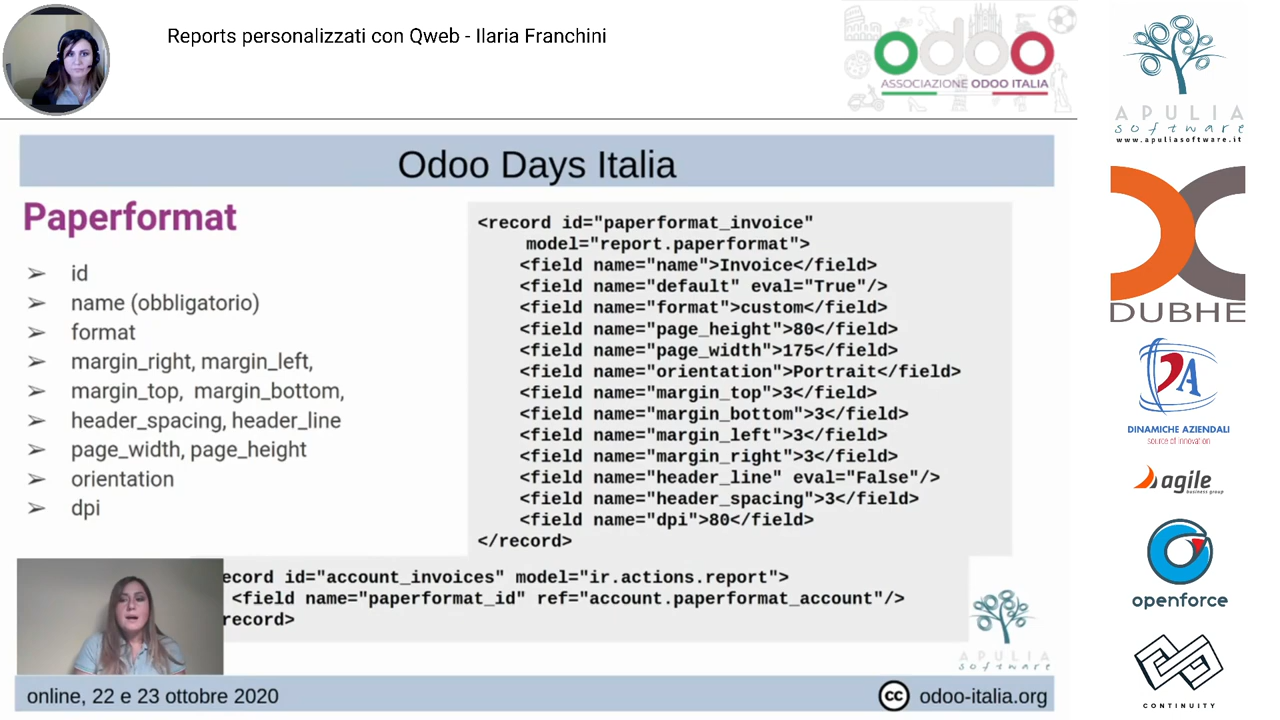 Reports personalizzati con Qweb - Ilaria Franchini
odoo
ASSOCIAZIONE ODOO ITALIA
APULIA
software
www.apuliasoftware.it
Odoo Days Italia
Paperformat
➢ id
➢ name (obbligatorio)
➢ format
➢ margin_right, margin_left,
➢ margin_top, margin_bottom,
➢ header_spacing, header_line
➢ page_width, page_height
➢ orientation
➢ dpi
<record id="paperformat_invoice"
model="report.paperformat">
<field name="name">Invoice</field>
<field name="default" eval="True"/>
<field name="format">custom</field>
<field name="page_height">80</field>
<field name="page_width">175</field>
<field name="orientation">Portrait</field>
<field name="margin_top">3</field>
<field name="margin_bottom">3</field>
<field name="margin_left">3</field>
<field name="margin_right">3</field>
<field name="header_line" eval="False"/>
<field name="header_spacing">3</field>
<field name="dpi">80</field>
</record>
ecord id="account_invoices" model="ir.actions.report">
<field name="paperformat_id" ref="account.paperformat_account"/>
record>
APULIA
software
online, 22 e 23 ottobre 2020
cc odoo-italia.org
DUBHE
DA
DINAMICHE AZIENDALI
source of innovation
agile
business group
openforce
CONTINUITY